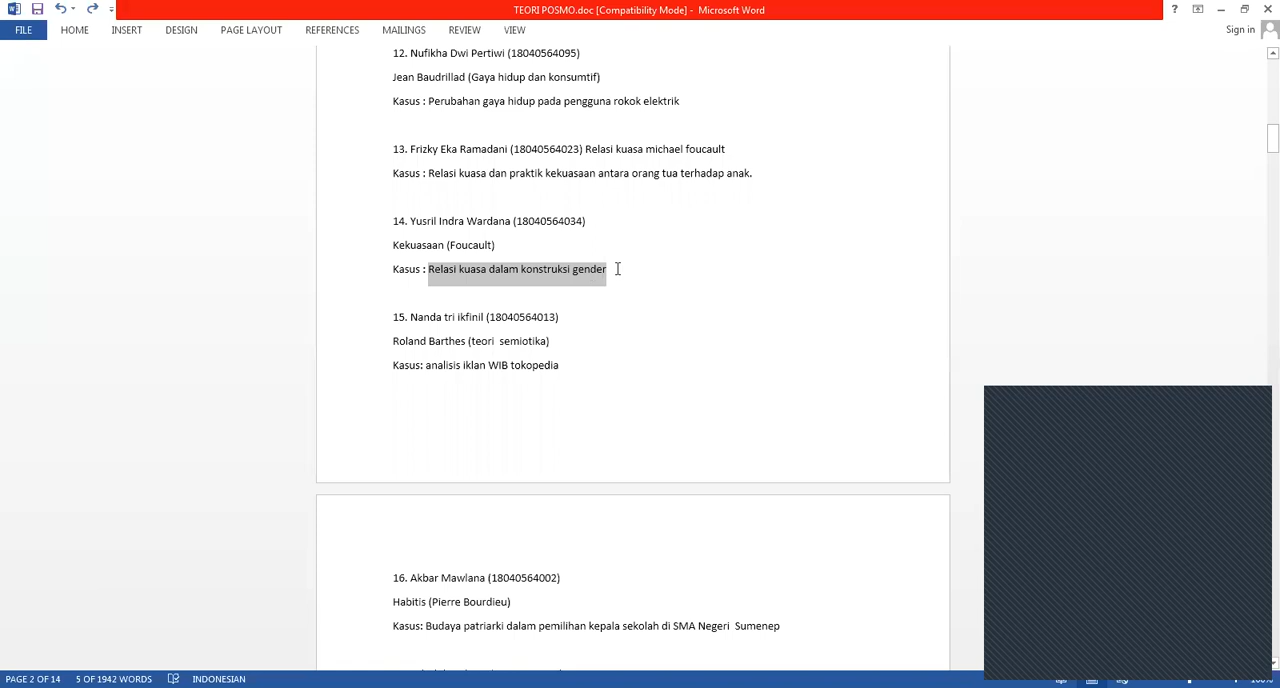 TEORI POSMO.doc [Compatibility Mode] - Microsoft Word
FILE HOME INSERT DESIGN PAGE LAYOUT REFERENCES MAILINGS REVIEW VIEW Sign in
12. Nufikha Dwi Pertiwi (18040564095)
Jean Baudrillad (Gaya hidup dan konsumtif)
Kasus : Perubahan gaya hidup pada pengguna rokok elektrik
13. Frizky Eka Ramadani (18040564023) Relasi kuasa michael foucault
Kasus : Relasi kuasa dan praktik kekuasaan antara orang tua terhadap anak.
14. Yusril Indra Wardana (18040564034)
Kekuasaan (Foucault)
Kasus : Relasi kuasa dalam konstruksi gender
15. Nanda tri ikfinil (18040564013)
Roland Barthes (teori  semiotika)
Kasus: analisis iklan WIB tokopedia
16. Akbar Mawlana (18040564002)
Habitis (Pierre Bourdieu)
Kasus: Budaya patriarki dalam pemilihan kepala sekolah di SMA Negeri  Sumenep
PAGE 2 OF 14 5 OF 1942 WORDS INDONESIAN